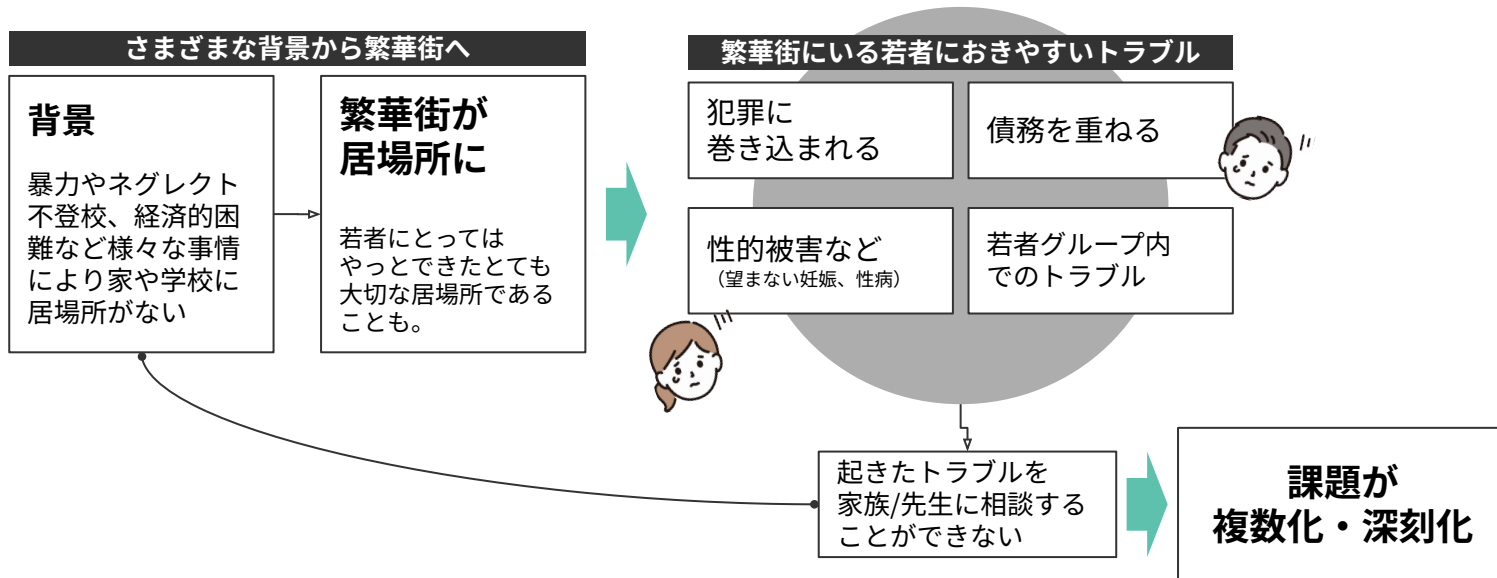 さまざまな背景から繁華街へ
背景
暴力やネグレクト
不登校、経済的困
難など様々な事情
により家や学校に
居場所がない
繁華街が
居場所に
若者にとっては
やっとできたとても
大切な居場所である
ことも。
繁華街にいる若者におきやすいトラブル
犯罪に
巻き込まれる
債務を重ねる
性的被害など
（望まない妊娠、性病）
若者グループ内
でのトラブル
起きたトラブルを
家族/先生に相談する
ことができない
課題が
複数化・深刻化